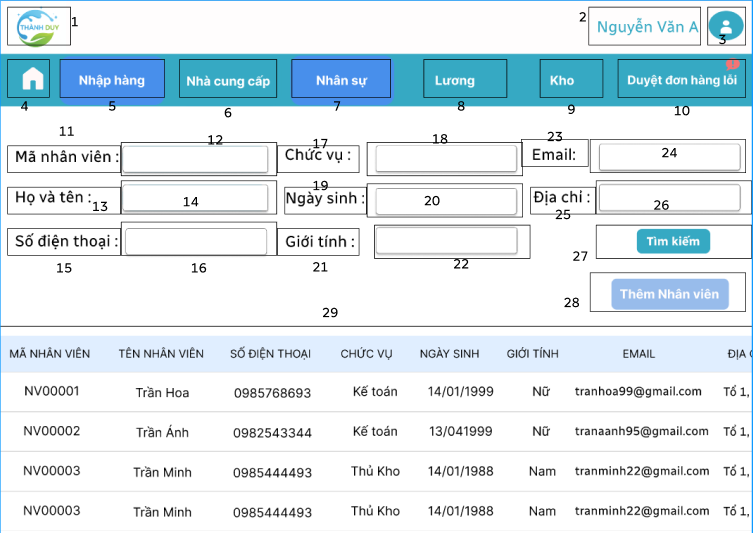 THÀNH DUY 1 2 Nguyễn Văn A 3
4 Nhập hàng 5 Nhà cung cấp 6 Nhân sự 7 Lương 8 Kho 9 Duyệt đơn hàng lỗi 10
11 12 17 18 23
Mã nhân viên : Chức vụ : Email: 24
13 19 25
Họ và tên : 14 Ngày sinh : 20 Địa chỉ : 26
Số điện thoại : Giới tính : Tìm kiếm
15 16 21 22 27
28 Thêm Nhân viên
29
MÃ NHÂN VIÊN TÊN NHÂN VIÊN SỐ ĐIỆN THOẠI CHỨC VỤ NGÀY SINH GIỚI TÍNH EMAIL ĐỊA
NV00001 Trần Hoa 0985768693 Kế toán 14/01/1999 Nữ tranhoa99@gmail.com Tổ 1,
NV00002 Trần Ánh 0982543344 Kế toán 13/041999 Nữ tranaanh95@gmail.com Tổ 1,
NV00003 Trần Minh 0985444493 Thủ Kho 14/01/1988 Nam tranminh22@gmail.com Tổ 1,
NV00003 Trần Minh 0985444493 Thủ Kho 14/01/1988 Nam tranminh22@gmail.com Tổ 1,